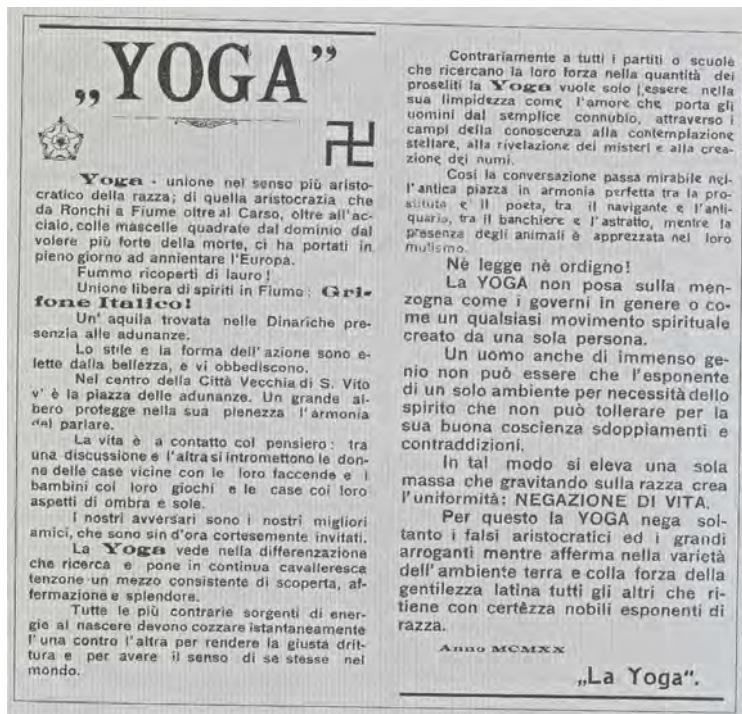 „YOGA”
Yoga - unione nel senso più aristo-
cratico della razza; di quella aristocrazia che
da Ronchi a Fiume oltre al Carso, oltre all'ac-
ciaio, colle mascelle quadrate dal dominio dal
volere più forte della morte, ci ha portati in
pieno giorno ad annientare l'Europa.
Fummo ricoperti di lauro!
Unione libera di spiriti in Fiume: Gri-
fone Italico!
Un' aquila trovata nelle Dinariche pre-
senzia alle adunanze.
Lo stile e la forma dell' azione sono e-
lette dalla bellezza, e vi obbediscono.
Nel centro della Città Vecchia di S. Vito
v' è la piazza delle adunanze. Un grande al-
bero protegge nella sua pienezza l'armonia
del parlare.
La vita è a contatto col pensiero: tra
una discussione e l'altra si intromettono le don-
ne delle case vicine con le loro faccende e i
bambini coi loro giochi e le case coi loro
aspetti di ombra e sole.
I nostri avversari sono i nostri migliori
amici, che sono sin d'ora cortesemente invitati.
La Yoga vede nella differenzazione
che ricerca e pone in continua cavalleresca
tenzone un mezzo consistente di scoperta, af-
fermazione e splendore.
Tutte le più contrarie sorgenti di ener-
gie al nascere devono cozzare istantaneamente
l'una contro l'altra per rendere la giusta drit-
tura e per avere il senso di se stesse nel
mondo.
Contrariamente a tutti i partiti o scuole
che ricercano la loro forza nella quantità dei
proseliti la Yoga vuole solo essere nella
sua limpidezza come l'amore che porta gli
uomini dal semplice connubio, attraverso i
campi della conoscenza alla contemplazione
stellare, alla rivelazione dei misteri e alla crea-
zione dei numi.
Così la conversazione passa mirabile nel-
l'antica piazza in armonia perfetta tra la pro-
stituta e il poeta, tra il navigante e l'anti-
quario, tra il banchiere e l'astratto, mentre la
presenza degli animali è apprezzata nel loro
mutismo.
Nè legge nè ordigno!
La YOGA non posa sulla men-
zogna come i governi in genere o co-
me un qualsiasi movimento spirituale
creato da una sola persona.
Un uomo anche di immenso ge-
nio non può essere che l'esponente
di un solo ambiente per necessità dello
spirito che non può tollerare per la
sua buona coscienza sdoppiamenti e
contraddizioni.
In tal modo si eleva una sola
massa che gravitando sulla razza crea
l'uniformità: NEGAZIONE DI VITA.
Per questo la YOGA nega sol-
tanto i falsi aristocratici ed i grandi
arroganti mentre afferma nella varietà
dell'ambiente terra e colla forza della
gentilezza latina tutti gli altri che ri-
tiene con certèzza nobili esponenti di
razza.
Anno MCMXX
„La Yoga“.